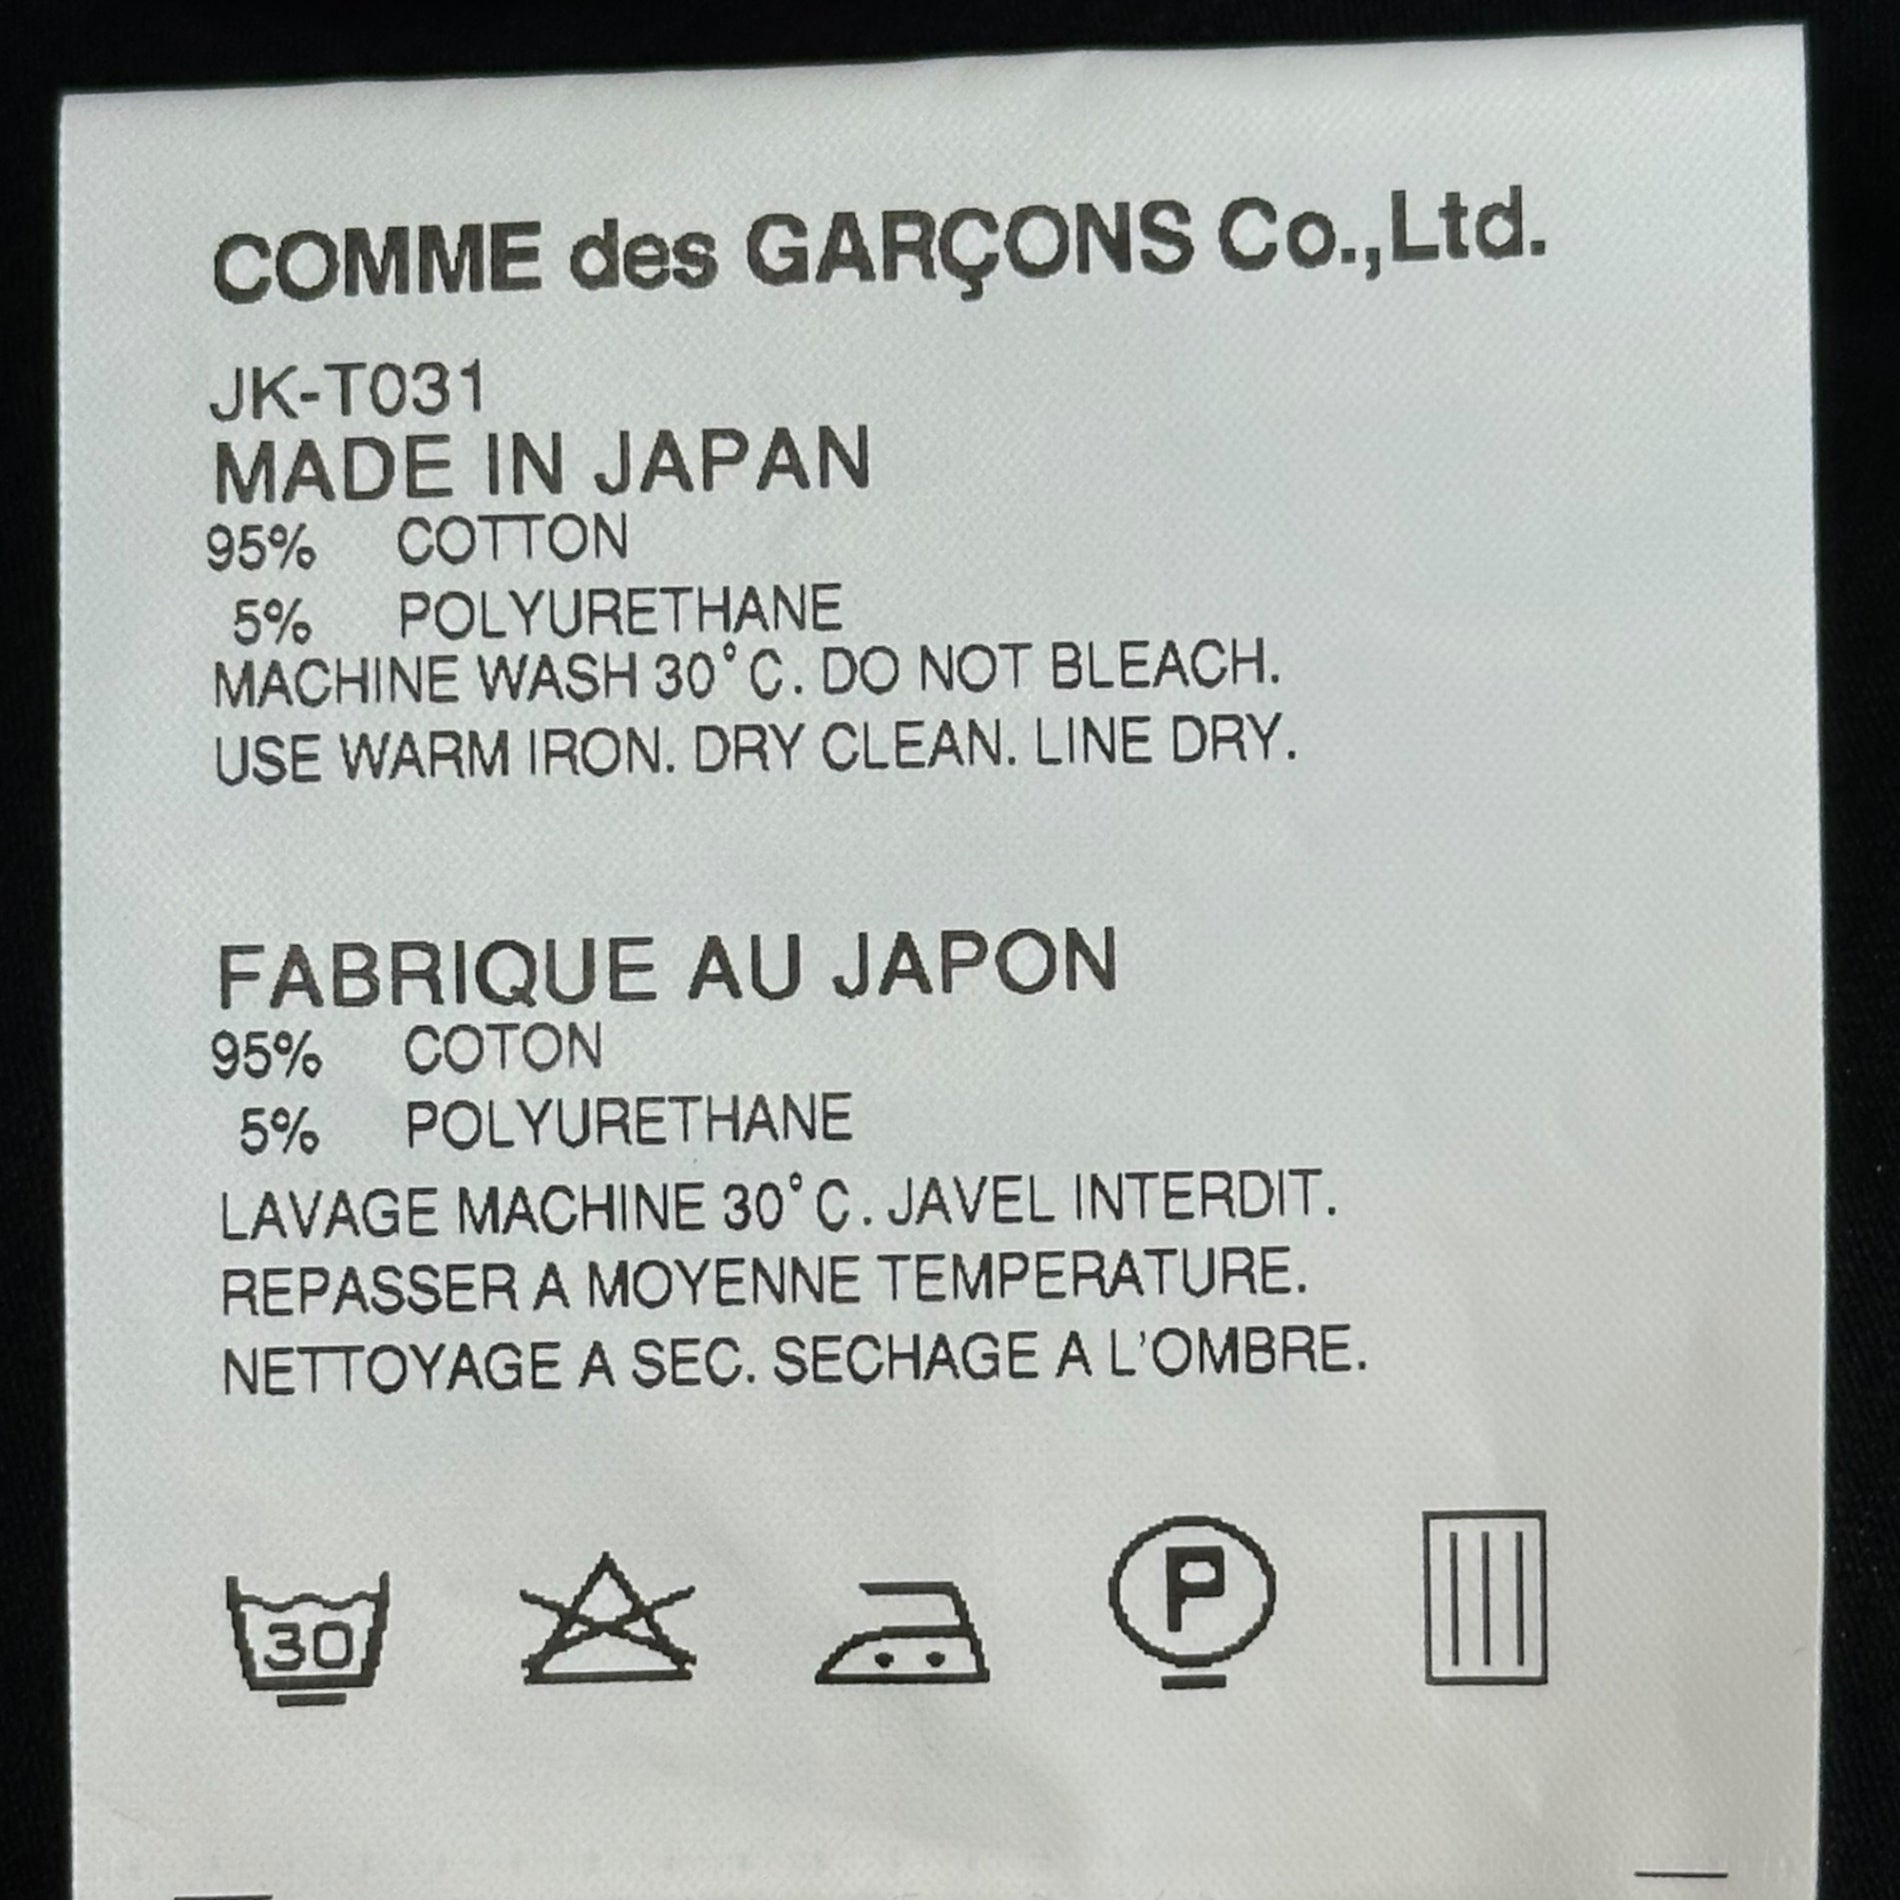 COMME des GARÇONS Co.,Ltd.
JK-T031
MADE IN JAPAN
95% COTTON
5% POLYURETHANE
MACHINE WASH 30°C. DO NOT BLEACH.
USE WARM IRON. DRY CLEAN. LINE DRY.
FABRIQUE AU JAPON
95% COTON
5% POLYURETHANE
LAVAGE MACHINE 30°C. JAVEL INTERDIT.
REPASSER A MOYENNE TEMPERATURE.
NETTOYAGE A SEC. SECHAGE A L'OMBRE.
30 P